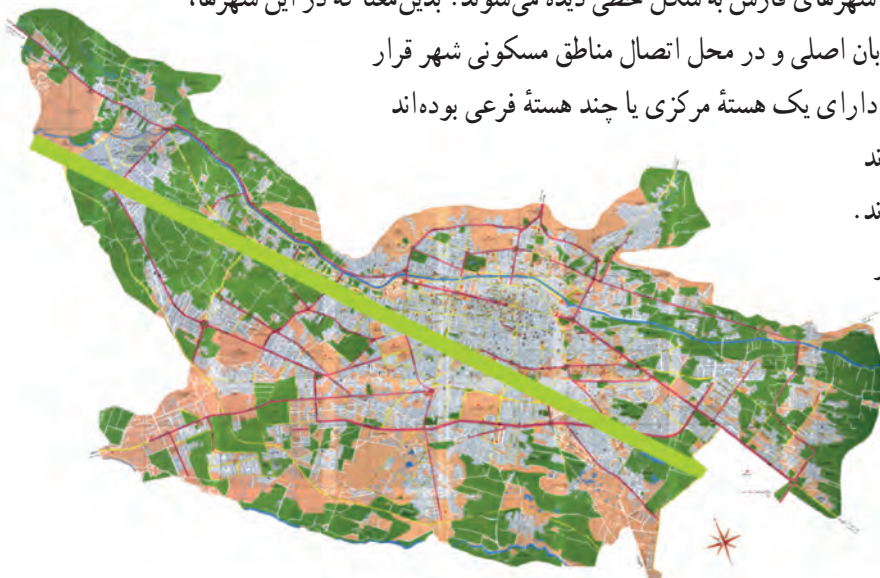 شهرهای فارس به شکل خطی دیده می‌شوند؛ بدین‌معنا که در این شهرها،
بان اصلی و در محل اتصال مناطق مسکونی شهر قرار
دارای یک هستهٔ مرکزی یا چند هستهٔ فرعی بوده‌اند
ند
ند.
ر